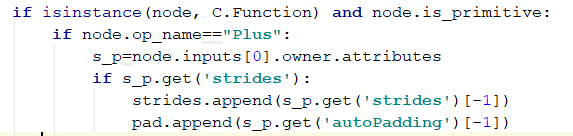 if isinstance(node, C.Function) and node.is_primitive:
if node.op_name=="Plus":
s_p=node.inputs[0].owner.attributes
if s_p.get('strides'):
strides.append(s_p.get('strides')[-1])
pad.append(s_p.get('autoPadding')[-1])